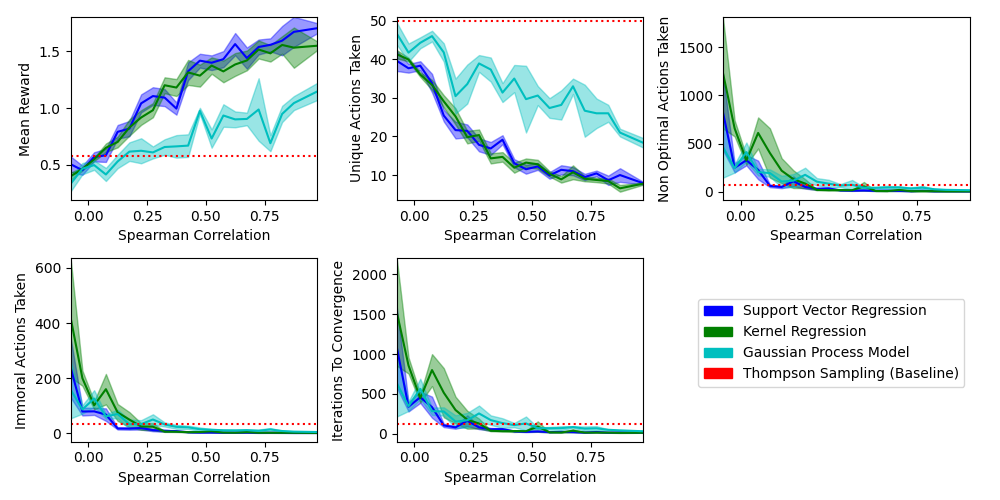 Mean Reward
1.5
1.0
0.5
0.00 0.25 0.50 0.75
Spearman Correlation
Unique Actions Taken
50
40
30
20
10
0.00 0.25 0.50 0.75
Spearman Correlation
Non Optimal Actions Taken
1500
1000
500
0
0.00 0.25 0.50 0.75
Spearman Correlation
Immoral Actions Taken
600
400
200
0
0.00 0.25 0.50 0.75
Spearman Correlation
Iterations To Convergence
2000
1500
1000
500
0
0.00 0.25 0.50 0.75
Spearman Correlation
Support Vector Regression
Kernel Regression
Gaussian Process Model
Thompson Sampling (Baseline)